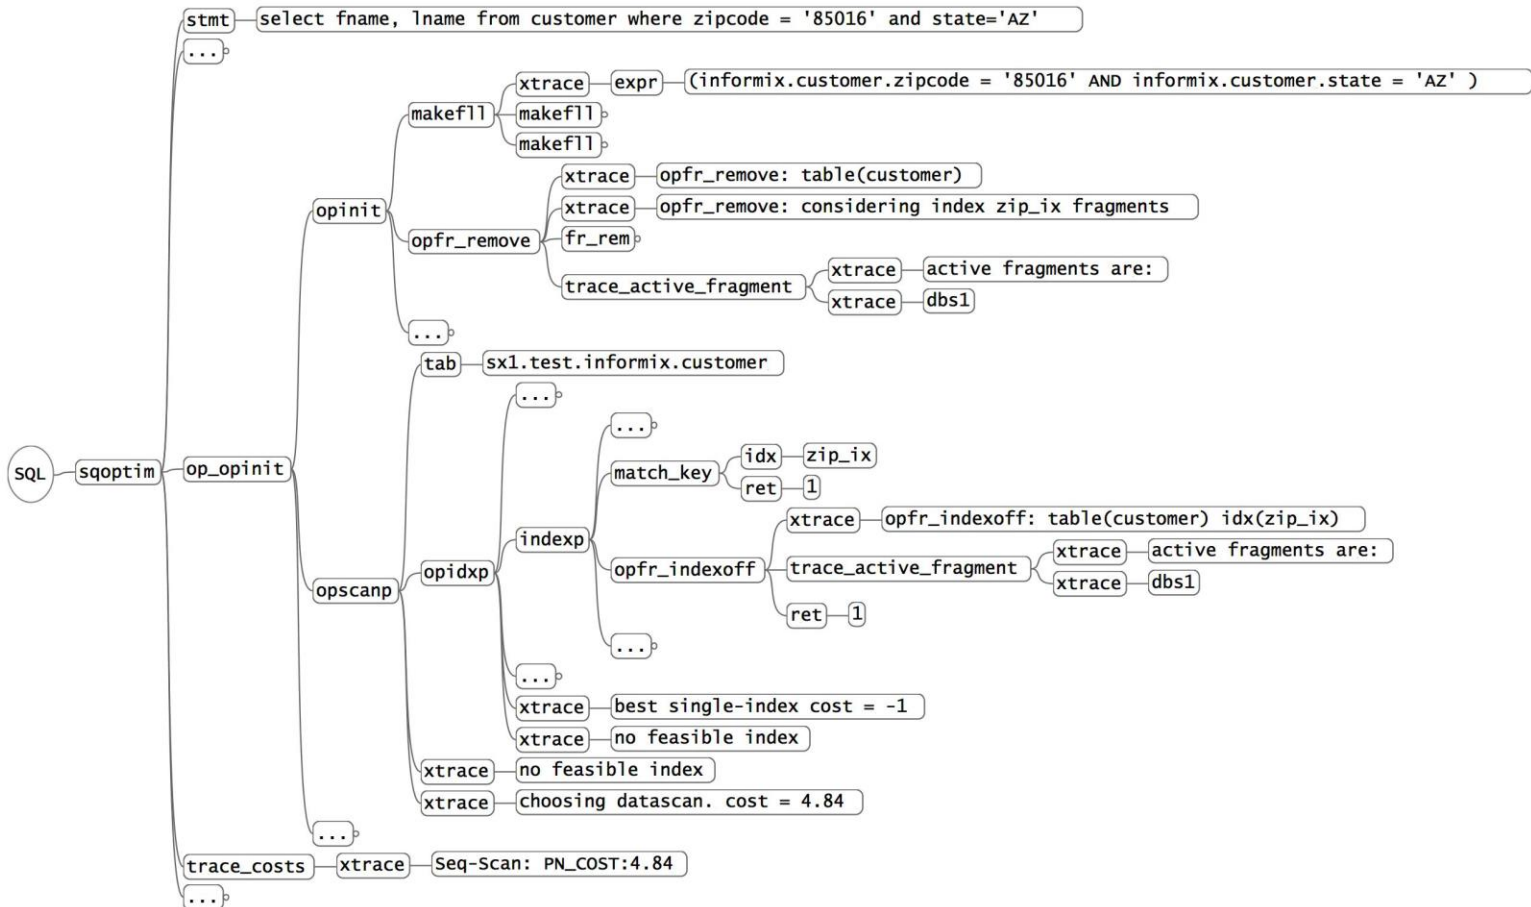 SQL
sqoptim
stmt
select fname, lname from customer where zipcode = '85016' and state='AZ'
...
op_opinit
opinit
makefll
xtrace
expr
(informix.customer.zipcode = '85016' AND informix.customer.state = 'AZ' )
makefll
makefll
opfr_remove
xtrace
opfr_remove: table(customer)
xtrace
opfr_remove: considering index zip_ix fragments
fr_rem
trace_active_fragment
xtrace
active fragments are:
xtrace
dbs1
...
opscanp
tab
sx1.test.informix.customer
opidxp
...
indexp
...
match_key
idx
zip_ix
ret
1
opfr_indexoff
xtrace
opfr_indexoff: table(customer) idx(zip_ix)
trace_active_fragment
xtrace
active fragments are:
xtrace
dbs1
ret
1
...
...
xtrace
best single-index cost = -1
xtrace
no feasible index
xtrace
no feasible index
xtrace
choosing datascan. cost = 4.84
...
trace_costs
xtrace
Seq-Scan: PN_COST:4.84
...